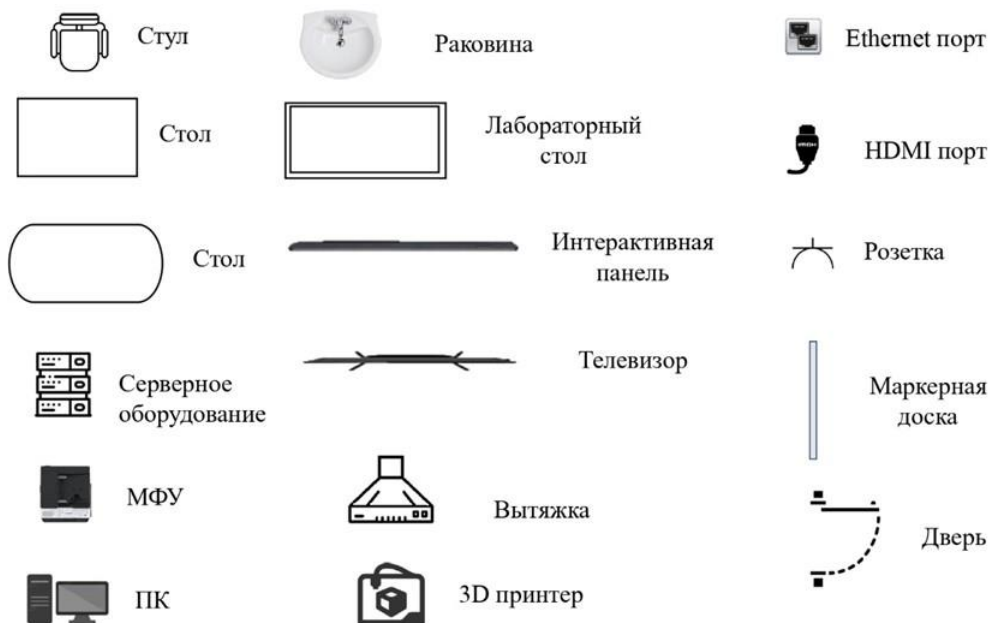 Стул
Раковина
Ethernet порт
Стол
Лабораторный
стол
HDMI порт
Стол
Интерактивная
панель
Розетка
Серверное
оборудование
Телевизор
Маркерная
доска
МФУ
Вытяжка
Дверь
ПК
3D принтер